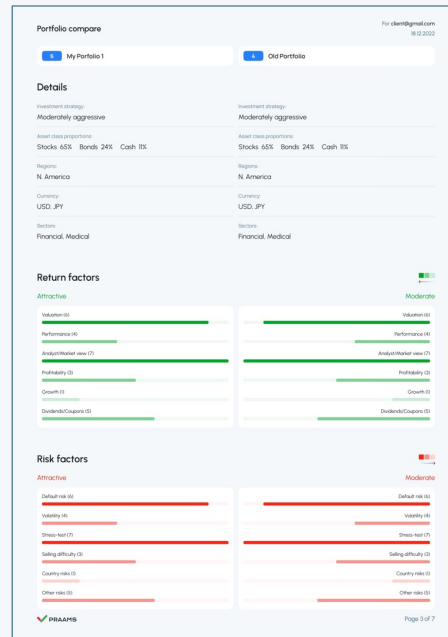 Portfolio compare
For client@gmail.com
18.12.2022
5 My Porfolio 1
4 Old Portfolio
Details
Investment strategy:
Moderately aggressive
Investment strategy:
Moderately aggressive
Asset class proportions:
Stocks 65% Bonds 24% Cash 11%
Asset class proportions:
Stocks 65% Bonds 24% Cash 11%
Regions:
N. America
Regions:
N. America
Currency:
USD, JPY
Currency:
USD, JPY
Sectors:
Financial, Medical
Sectors:
Financial, Medical
Return factors
Attractive
Moderate
Valuation (6)
Valuation (6)
Performance (4)
Performance (4)
Analyst/Market view (7)
Analyst/Market view (7)
Profitability (3)
Profitability (3)
Growth (1)
Growth (1)
Dividends/Coupons (5)
Dividends/Coupons (5)
Risk factors
Attractive
Moderate
Default risk (6)
Default risk (6)
Volatility (4)
Volatility (4)
Stress-test (7)
Stress-test (7)
Selling difficulty (3)
Selling difficulty (3)
Country risks (1)
Country risks (1)
Other risks (5)
Other risks (5)
PRAAMS
Page 3 of 7